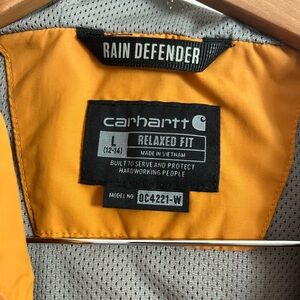 RAIN DEFENDER
carhartt
L RELAXED FIT
(12-14) MADE IN VIETNAM
BUILT TO SERVE AND PROTECT
HARDWORKING PEOPLE
MODEL NO OC4221-W